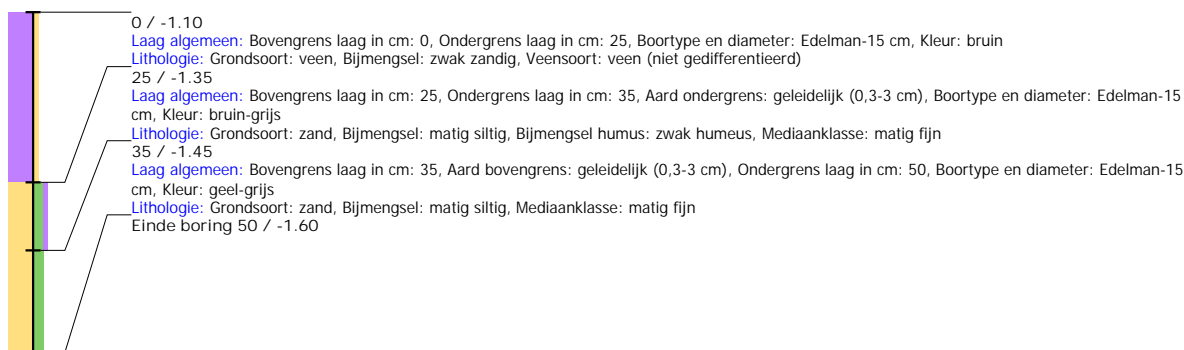 0 / -1.10
Laag algemeen: Bovengrens laag in cm: 0, Ondergrens laag in cm: 25, Boortype en diameter: Edelman-15 cm, Kleur: bruin
Lithologie: Grondsoort: veen, Bijmengsel: zwak zandig, Veensoort: veen (niet gedifferentieerd)
25 / -1.35
Laag algemeen: Bovengrens laag in cm: 25, Ondergrens laag in cm: 35, Aard ondergrens: geleidelijk (0,3-3 cm), Boortype en diameter: Edelman-15
cm, Kleur: bruin-grijs
Lithologie: Grondsoort: zand, Bijmengsel: matig siltig, Bijmengsel humus: zwak humeus, Mediaanklasse: matig fijn
35 / -1.45
Laag algemeen: Bovengrens laag in cm: 35, Aard bovengrens: geleidelijk (0,3-3 cm), Ondergrens laag in cm: 50, Boortype en diameter: Edelman-15
cm, Kleur: geel-grijs
Lithologie: Grondsoort: zand, Bijmengsel: matig siltig, Mediaanklasse: matig fijn
Einde boring 50 / -1.60